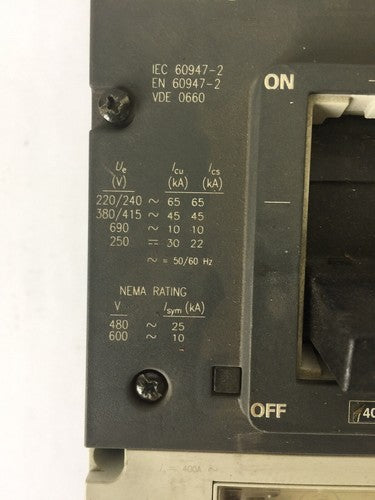 IEC 60947-2
EN 60947-2
VDE 0660
ON
Ue Icu Ics
(V) (kA) (kA)
220/240 ~ 65 65
380/415 ~ 45 45
690 ~ 10 10
250 ⎓ 30 22
~ = 50/60 Hz
NEMA RATING
V Isym (kA)
480 ~ 25
600 ~ 10
OFF
= 400A ~